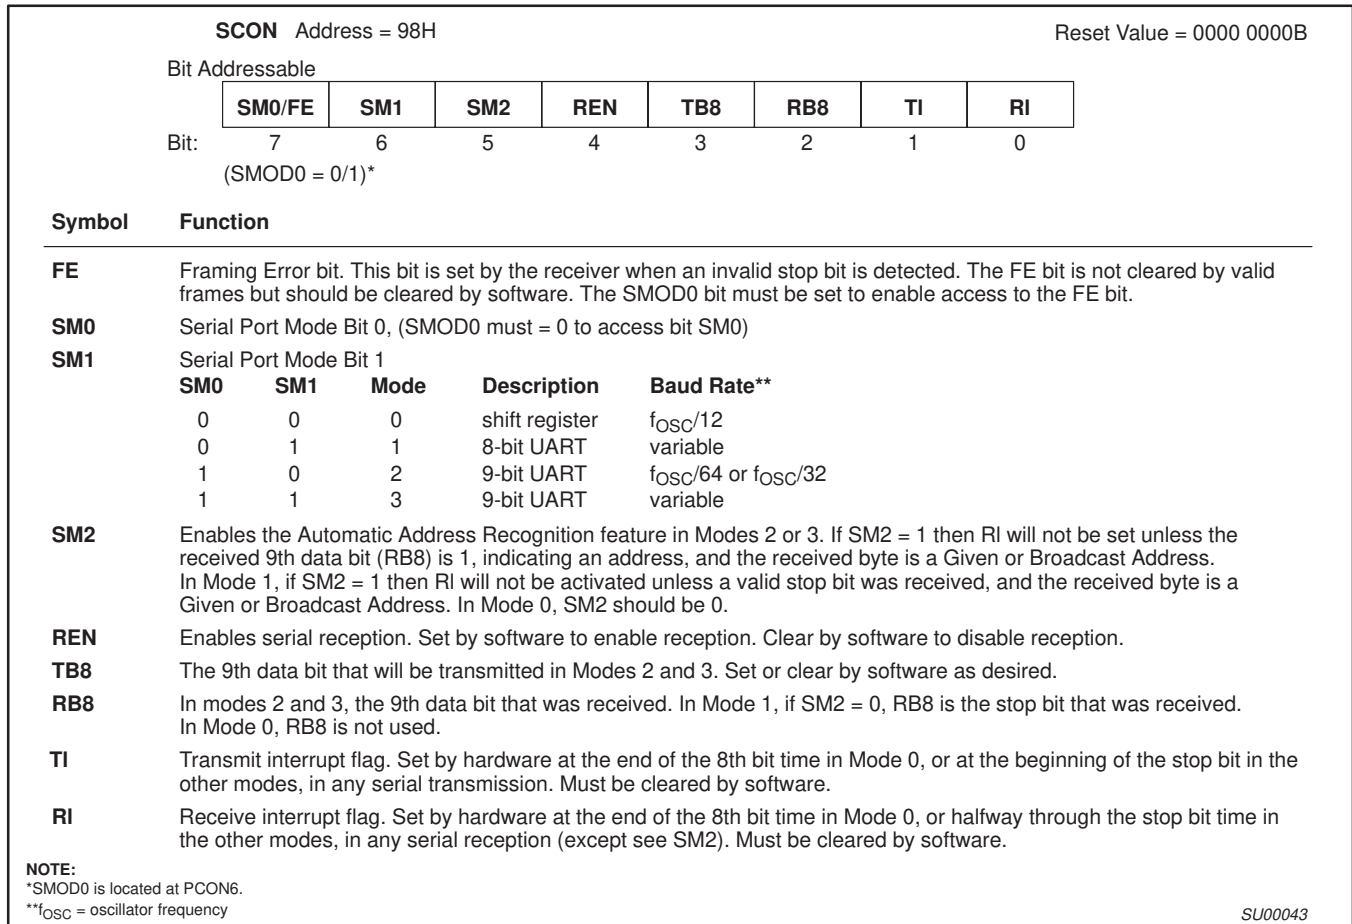 SCON Address = 98H Reset Value = 0000 0000B
Bit Addressable
SM0/FE SM1 SM2 REN TB8 RB8 TI RI
Bit: 7 6 5 4 3 2 1 0
(SMOD0 = 0/1)*
Symbol Function
FE Framing Error bit. This bit is set by the receiver when an invalid stop bit is detected. The FE bit is not cleared by valid
frames but should be cleared by software. The SMOD0 bit must be set to enable access to the FE bit.
SM0 Serial Port Mode Bit 0, (SMOD0 must = 0 to access bit SM0)
SM1 Serial Port Mode Bit 1
SM0 SM1 Mode Description Baud Rate**
0 0 0 shift register fOSC/12
0 1 1 8-bit UART variable
1 0 2 9-bit UART fOSC/64 or fOSC/32
1 1 3 9-bit UART variable
SM2 Enables the Automatic Address Recognition feature in Modes 2 or 3. If SM2 = 1 then Rl will not be set unless the
received 9th data bit (RB8) is 1, indicating an address, and the received byte is a Given or Broadcast Address.
In Mode 1, if SM2 = 1 then Rl will not be activated unless a valid stop bit was received, and the received byte is a
Given or Broadcast Address. In Mode 0, SM2 should be 0.
REN Enables serial reception. Set by software to enable reception. Clear by software to disable reception.
TB8 The 9th data bit that will be transmitted in Modes 2 and 3. Set or clear by software as desired.
RB8 In modes 2 and 3, the 9th data bit that was received. In Mode 1, if SM2 = 0, RB8 is the stop bit that was received.
In Mode 0, RB8 is not used.
TI Transmit interrupt flag. Set by hardware at the end of the 8th bit time in Mode 0, or at the beginning of the stop bit in the
other modes, in any serial transmission. Must be cleared by software.
RI Receive interrupt flag. Set by hardware at the end of the 8th bit time in Mode 0, or halfway through the stop bit time in
the other modes, in any serial reception (except see SM2). Must be cleared by software.
NOTE:
*SMOD0 is located at PCON6.
**fOSC = oscillator frequency
SU00043